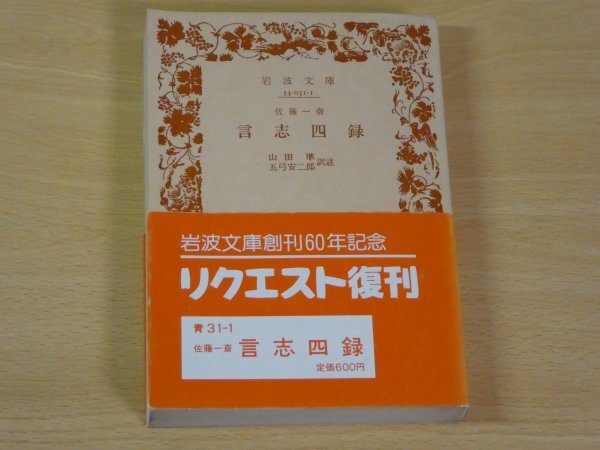 岩波文庫
33-031-1
佐藤一斎
言志四録
山田準
五弓安二郎 訳註
岩波文庫創刊60年記念
リクエスト復刊
青31-1
佐藤一斎 言志四録
定価600円